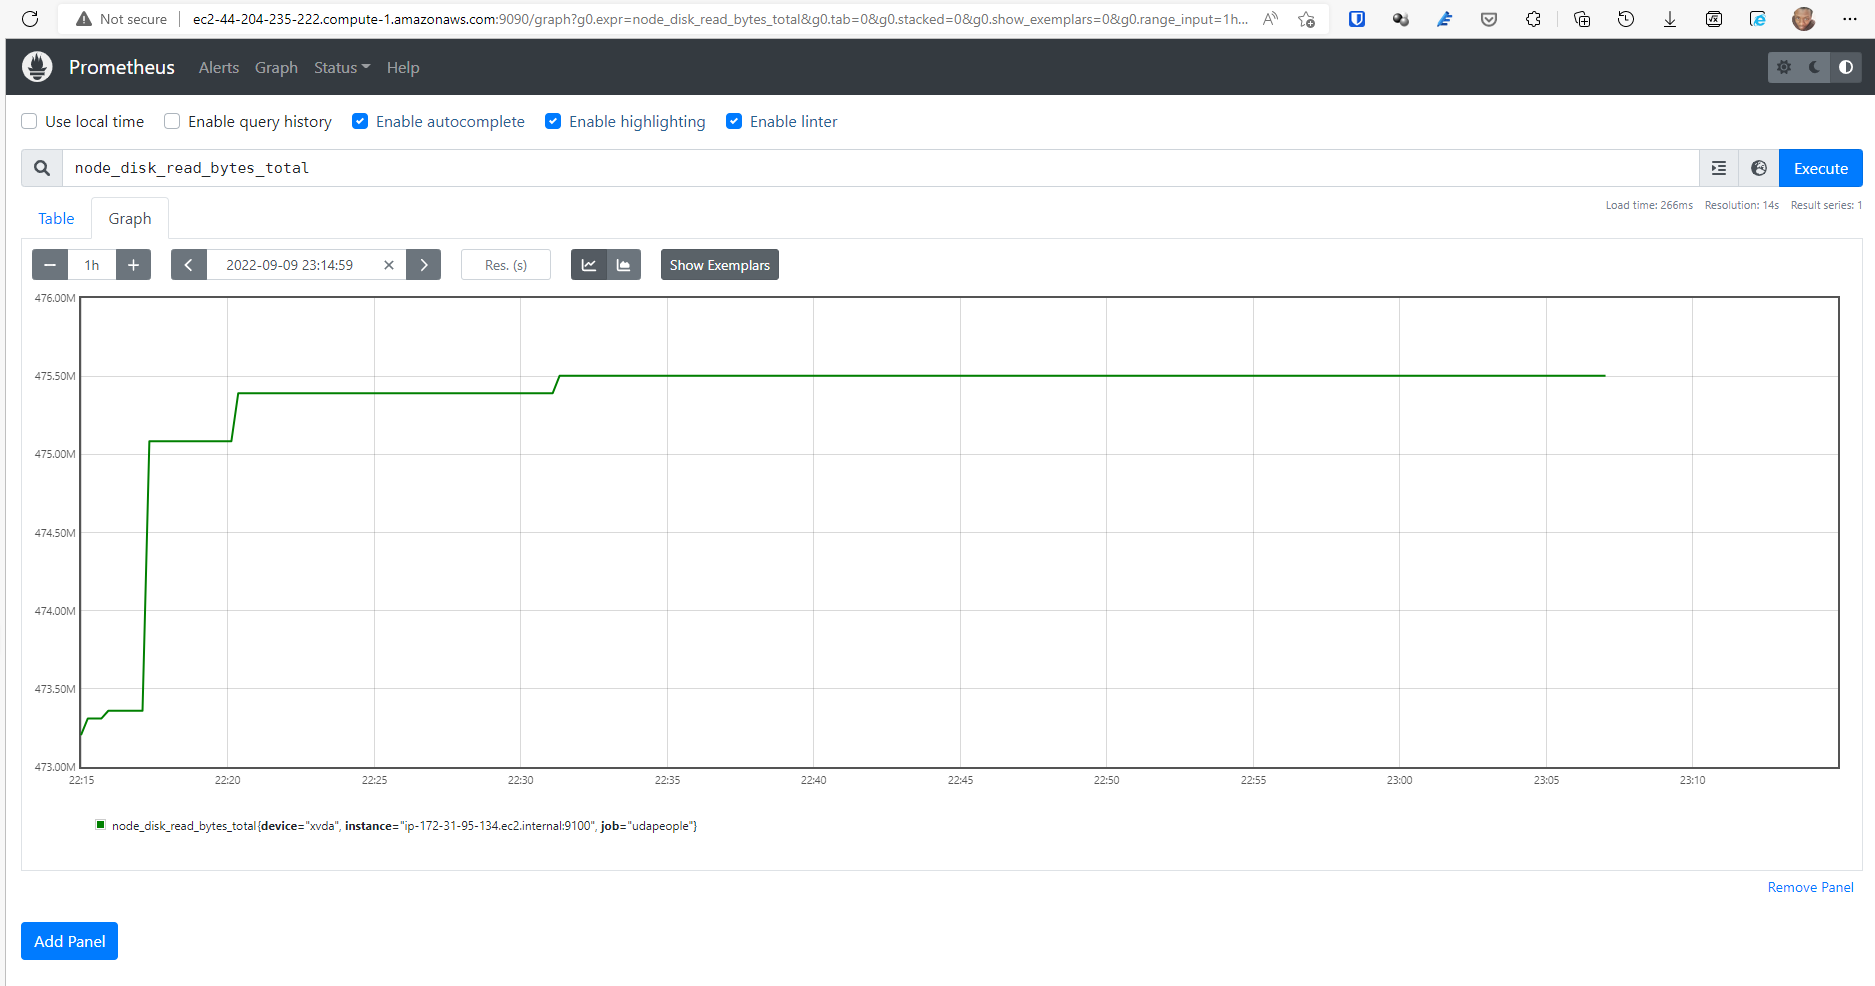 Not secure | ec2-44-204-235-222.compute-1.amazonaws.com:9090/graph?g0.expr=node_disk_read_bytes_total&g0.tab=0&g0.stacked=0&g0.show_exemplars=0&g0.range_input=1h...
Prometheus Alerts Graph Status Help
Use local time Enable query history Enable autocomplete Enable highlighting Enable linter
node_disk_read_bytes_total Execute
Load time: 266ms Resolution: 14s Result series: 1
Table Graph
1h 2022-09-09 23:14:59 Res. (s) Show Exemplars
476.00M
475.50M
475.00M
474.50M
474.00M
473.50M
473.00M
22:15 22:20 22:25 22:30 22:35 22:40 22:45 22:50 22:55 23:00 23:05 23:10
node_disk_read_bytes_total{device="xvda", instance="ip-172-31-95-134.ec2.internal:9100", job="udapeople"}
Remove Panel
Add Panel